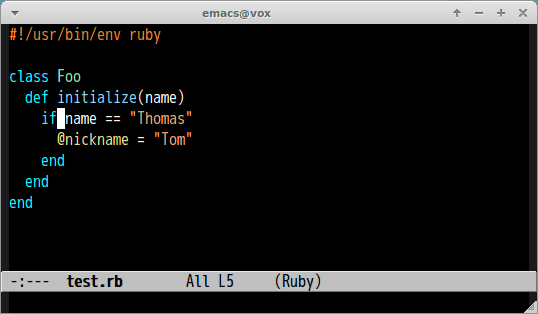 emacs@vox
#!/usr/bin/env ruby
class Foo
  def initialize(name)
    if name == "Thomas"
      @nickname = "Tom"
    end
  end
end
-:---  test.rb        All L5     (Ruby)